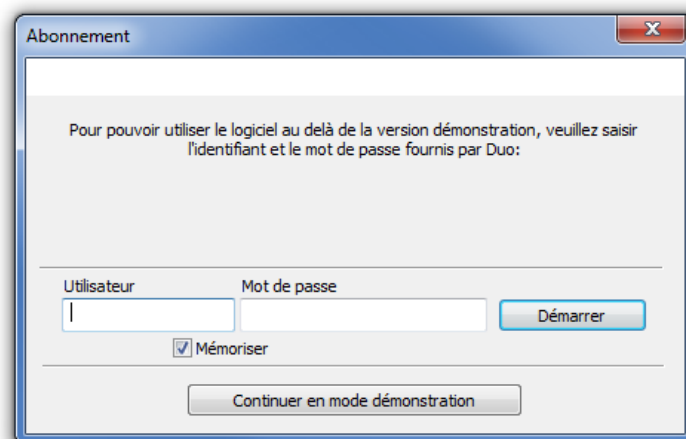 Abonnement
Pour pouvoir utiliser le logiciel au delà de la version démonstration, veuillez saisir
l'identifiant et le mot de passe fournis par Duo:
Utilisateur Mot de passe
Démarrer
Mémoriser
Continuer en mode démonstration